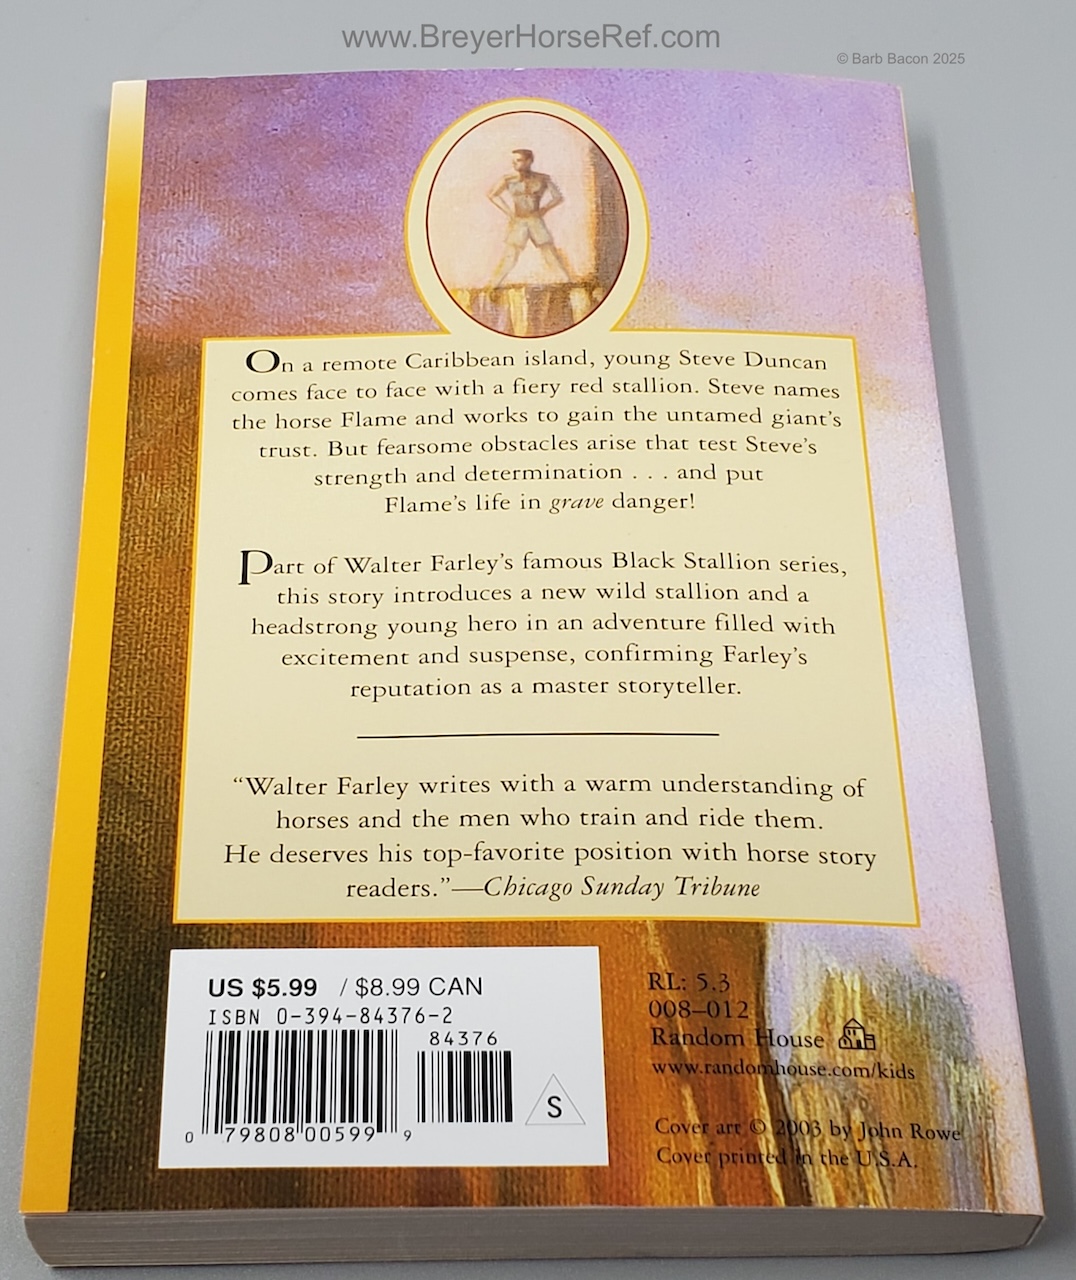 www.BreyerHorseRef.com
© Barb Bacon 2025
On a remote Caribbean island, young Steve Duncan
comes face to face with a fiery red stallion. Steve names
the horse Flame and works to gain the untamed giant's
trust. But fearsome obstacles arise that test Steve's
strength and determination . . . and put
Flame's life in grave danger!
Part of Walter Farley's famous Black Stallion series,
this story introduces a new wild stallion and a
headstrong young hero in an adventure filled with
excitement and suspense, confirming Farley's
reputation as a master storyteller.
“Walter Farley writes with a warm understanding of
horses and the men who train and ride them.
He deserves his top-favorite position with horse story
readers.”—Chicago Sunday Tribune
US $5.99 / $8.99 CAN
ISBN 0-394-84376-2
84376
S
0 79808 00599 9
RL: 5.3
008–012
Random House
www.randomhouse.com/kids
Cover art © 2003 by John Rowe
Cover printed in the U.S.A.